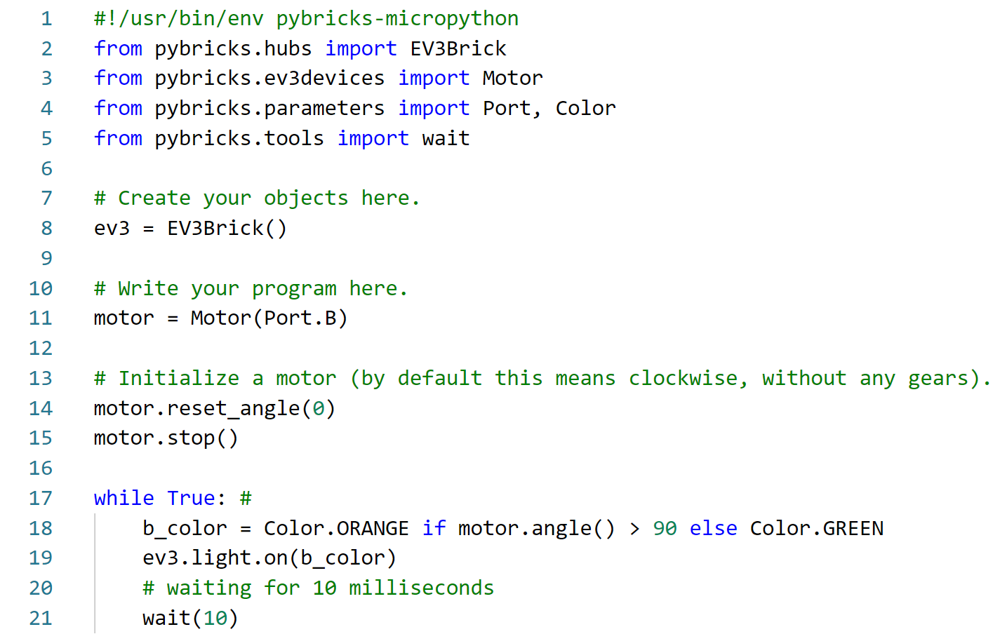 1 #!/usr/bin/env pybricks-micropython
2 from pybricks.hubs import EV3Brick
3 from pybricks.ev3devices import Motor
4 from pybricks.parameters import Port, Color
5 from pybricks.tools import wait
6
7 # Create your objects here.
8 ev3 = EV3Brick()
9
10 # Write your program here.
11 motor = Motor(Port.B)
12
13 # Initialize a motor (by default this means clockwise, without any gears).
14 motor.reset_angle(0)
15 motor.stop()
16
17 while True: #
18     b_color = Color.ORANGE if motor.angle() > 90 else Color.GREEN
19     ev3.light.on(b_color)
20     # waiting for 10 milliseconds
21     wait(10)